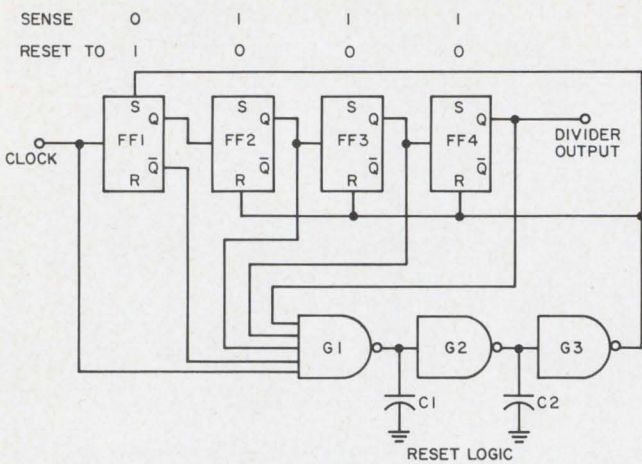 SENSE 0 1 1 1
RESET TO 1 0 0 0
S Q S Q S Q S Q
FF1 FF2 FF3 FF4
CLOCK
DIVIDER
OUTPUT
Q Q Q Q
R R R R
G1 G2 G3
C1 C2
RESET LOGIC